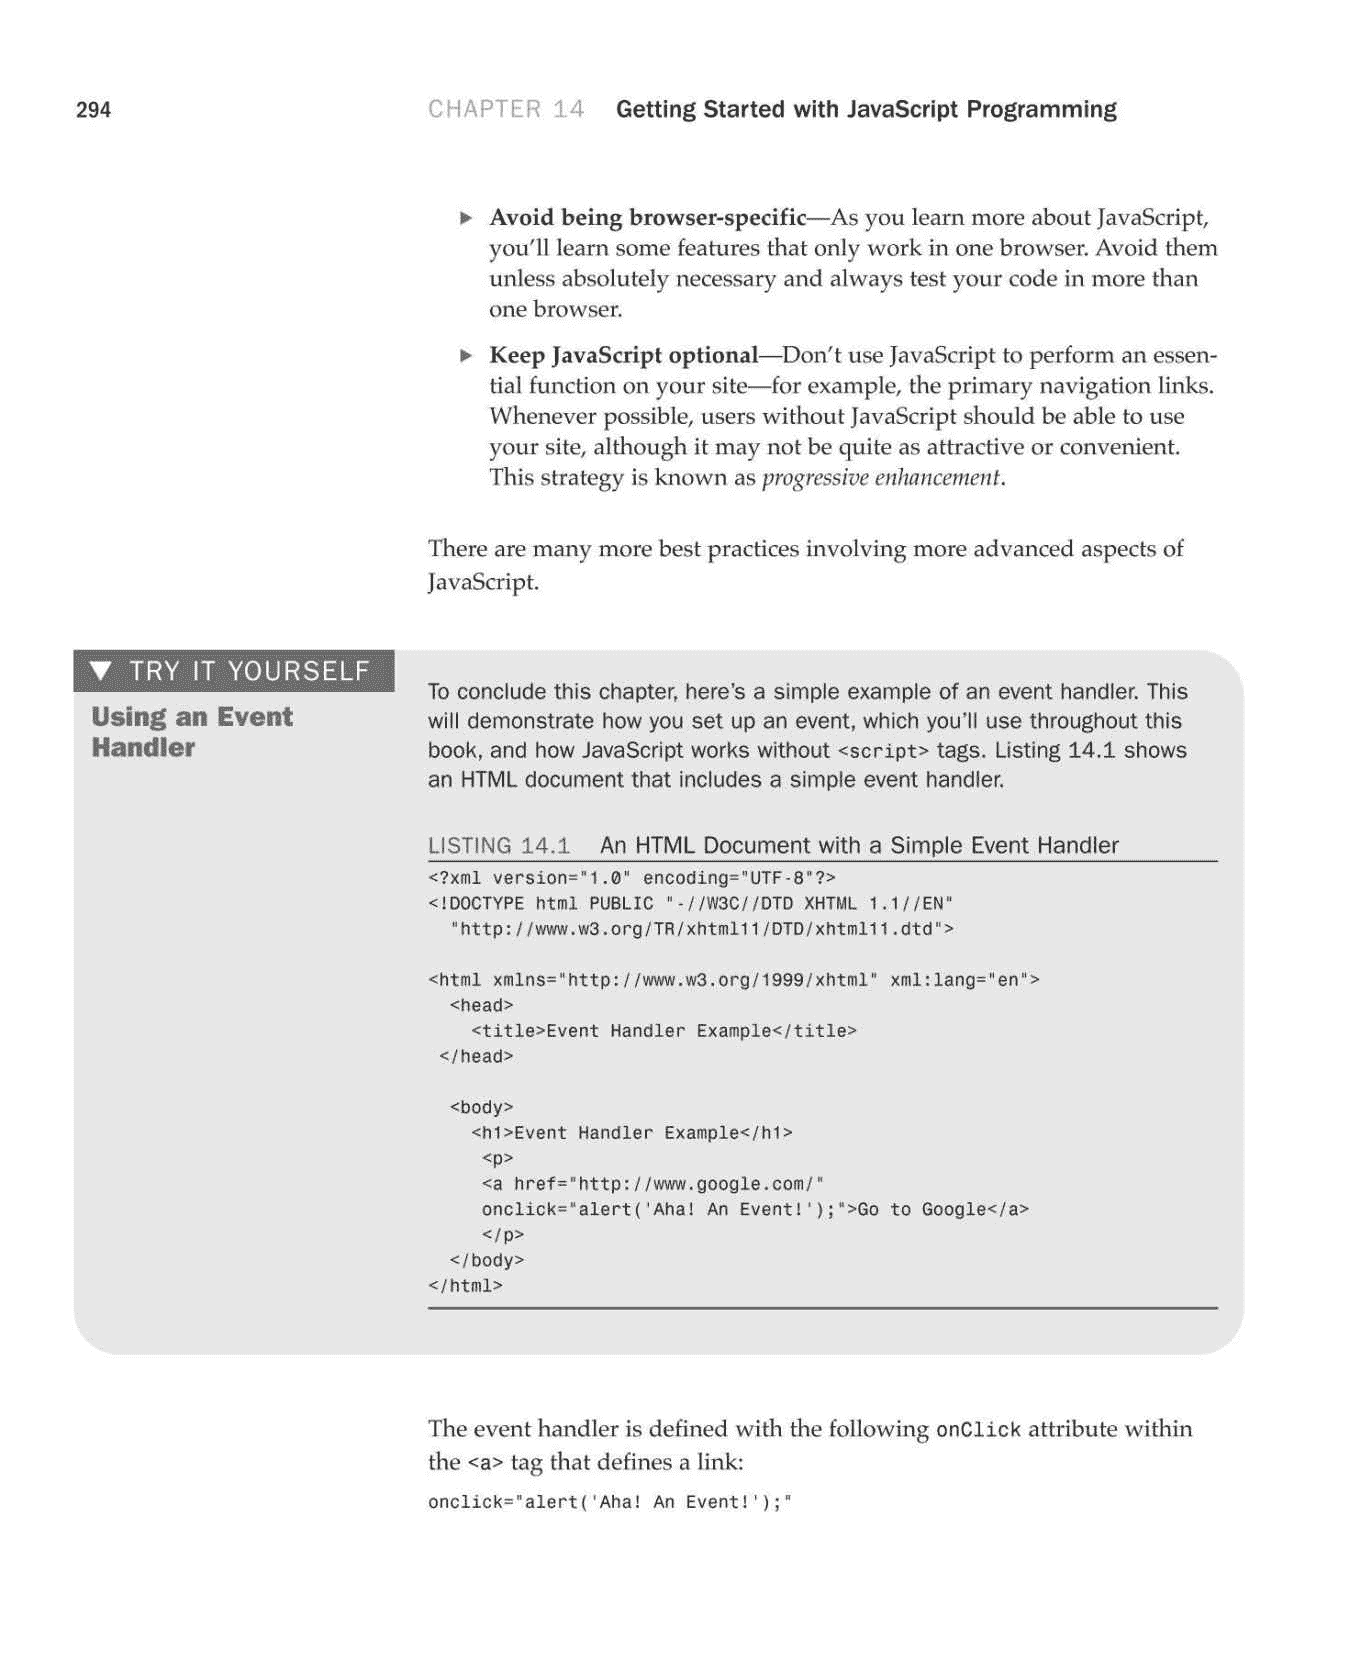 294
CHAPTER 14 Getting Started with JavaScript Programming
▶ Avoid being browser-specific—As you learn more about JavaScript,
you'll learn some features that only work in one browser. Avoid them
unless absolutely necessary and always test your code in more than
one browser.
▶ Keep JavaScript optional—Don't use JavaScript to perform an essen-
tial function on your site—for example, the primary navigation links.
Whenever possible, users without JavaScript should be able to use
your site, although it may not be quite as attractive or convenient.
This strategy is known as progressive enhancement.
There are many more best practices involving more advanced aspects of
JavaScript.
▼ TRY IT YOURSELF
Using an Event
Handler
To conclude this chapter, here's a simple example of an event handler. This
will demonstrate how you set up an event, which you'll use throughout this
book, and how JavaScript works without <script> tags. Listing 14.1 shows
an HTML document that includes a simple event handler.
LISTING 14.1 An HTML Document with a Simple Event Handler
<?xml version="1.0" encoding="UTF-8"?>
<!DOCTYPE html PUBLIC "-//W3C//DTD XHTML 1.1//EN"
  "http://www.w3.org/TR/xhtml11/DTD/xhtml11.dtd">
<html xmlns="http://www.w3.org/1999/xhtml" xml:lang="en">
  <head>
    <title>Event Handler Example</title>
 </head>
  <body>
    <h1>Event Handler Example</h1>
     <p>
     <a href="http://www.google.com/"
     onclick="alert('Aha! An Event!');">Go to Google</a>
     </p>
  </body>
</html>
The event handler is defined with the following onClick attribute within
the <a> tag that defines a link:
onclick="alert('Aha! An Event!');"